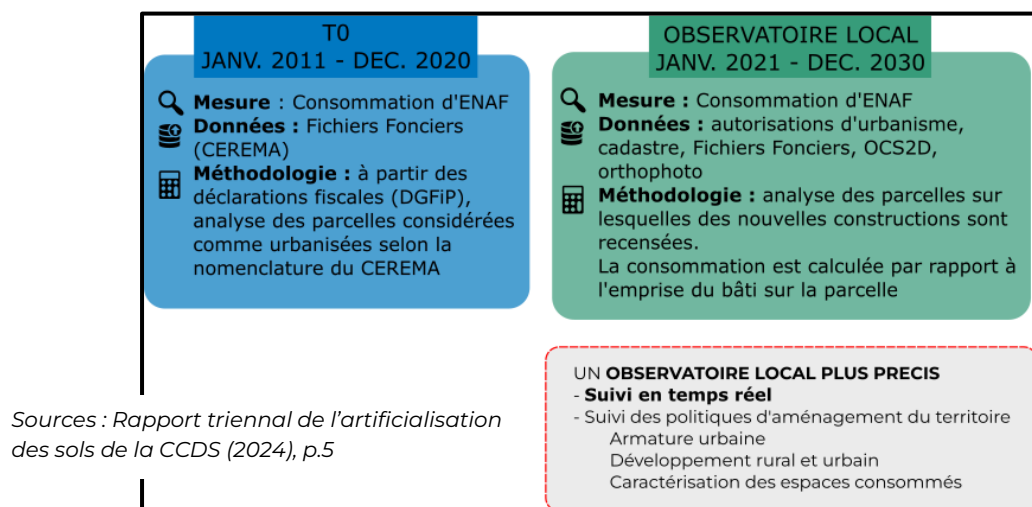 T0
JANV. 2011 - DEC. 2020
Mesure : Consommation d'ENAF
Données : Fichiers Fonciers
(CEREMA)
Méthodologie : à partir des
déclarations fiscales (DGFiP),
analyse des parcelles considérées
comme urbanisées selon la
nomenclature du CEREMA
OBSERVATOIRE LOCAL
JANV. 2021 - DEC. 2030
Mesure : Consommation d'ENAF
Données : autorisations d'urbanisme,
cadastre, Fichiers Fonciers, OCS2D,
orthophoto
Méthodologie : analyse des parcelles sur
lesquelles des nouvelles constructions sont
recensées.
La consommation est calculée par rapport à
l'emprise du bâti sur la parcelle
UN OBSERVATOIRE LOCAL PLUS PRECIS
- Suivi en temps réel
- Suivi des politiques d'aménagement du territoire
Armature urbaine
Développement rural et urbain
Caractérisation des espaces consommés
Sources : Rapport triennal de l’artificialisation
des sols de la CCDS (2024), p.5